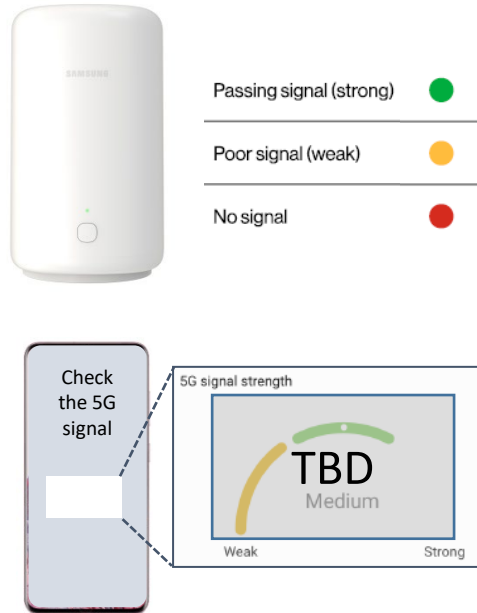 SAMSUNG
Passing signal (strong)
Poor signal (weak)
No signal
Check
the 5G
signal
5G signal strength
TBD
Medium
Weak
Strong